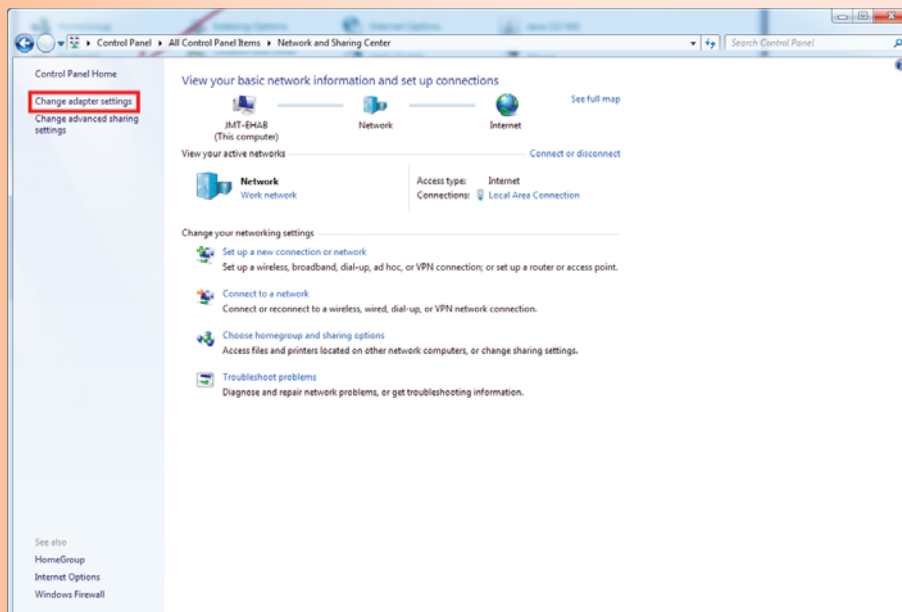 Control Panel ▸ All Control Panel Items ▸ Network and Sharing Center
Search Control Panel
Control Panel Home
Change adapter settings
Change advanced sharing
settings
View your basic network information and set up connections
See full map
JMT-EHAB
(This computer)
Network
Internet
View your active networks
Connect or disconnect
Network
Work network
Access type: Internet
Connections: Local Area Connection
Change your networking settings
Set up a new connection or network
Set up a wireless, broadband, dial-up, ad hoc, or VPN connection; or set up a router or access point.
Connect to a network
Connect or reconnect to a wireless, wired, dial-up, or VPN network connection.
Choose homegroup and sharing options
Access files and printers located on other network computers, or change sharing settings.
Troubleshoot problems
Diagnose and repair network problems, or get troubleshooting information.
See also
HomeGroup
Internet Options
Windows Firewall